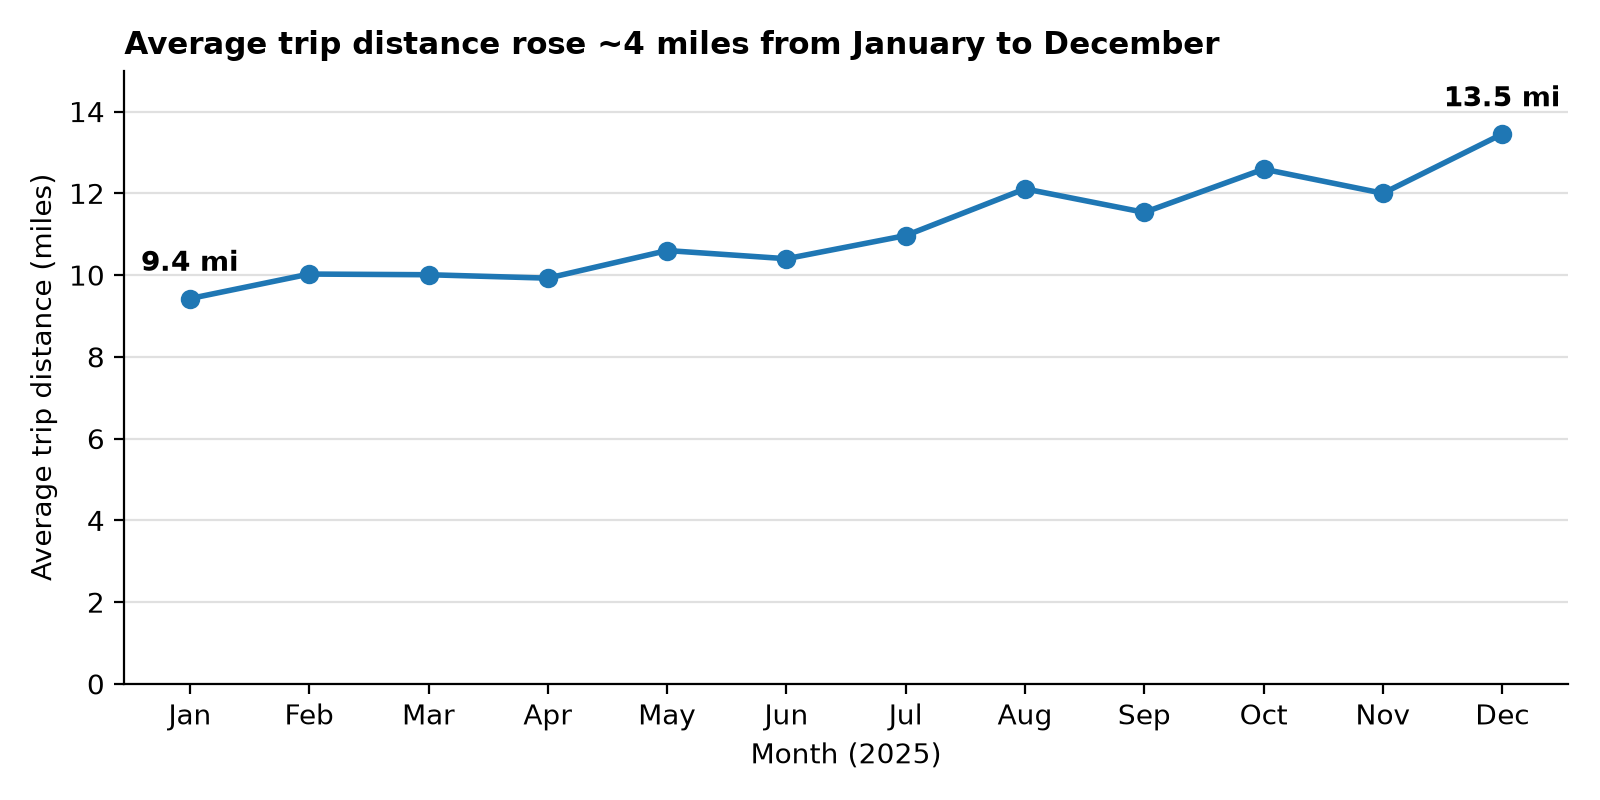 Average trip distance rose ~4 miles from January to December
13.5 mi
9.4 mi
Average trip distance (miles)
14
12
10
8
6
4
2
0
Jan Feb Mar Apr May Jun Jul Aug Sep Oct Nov Dec
Month (2025)